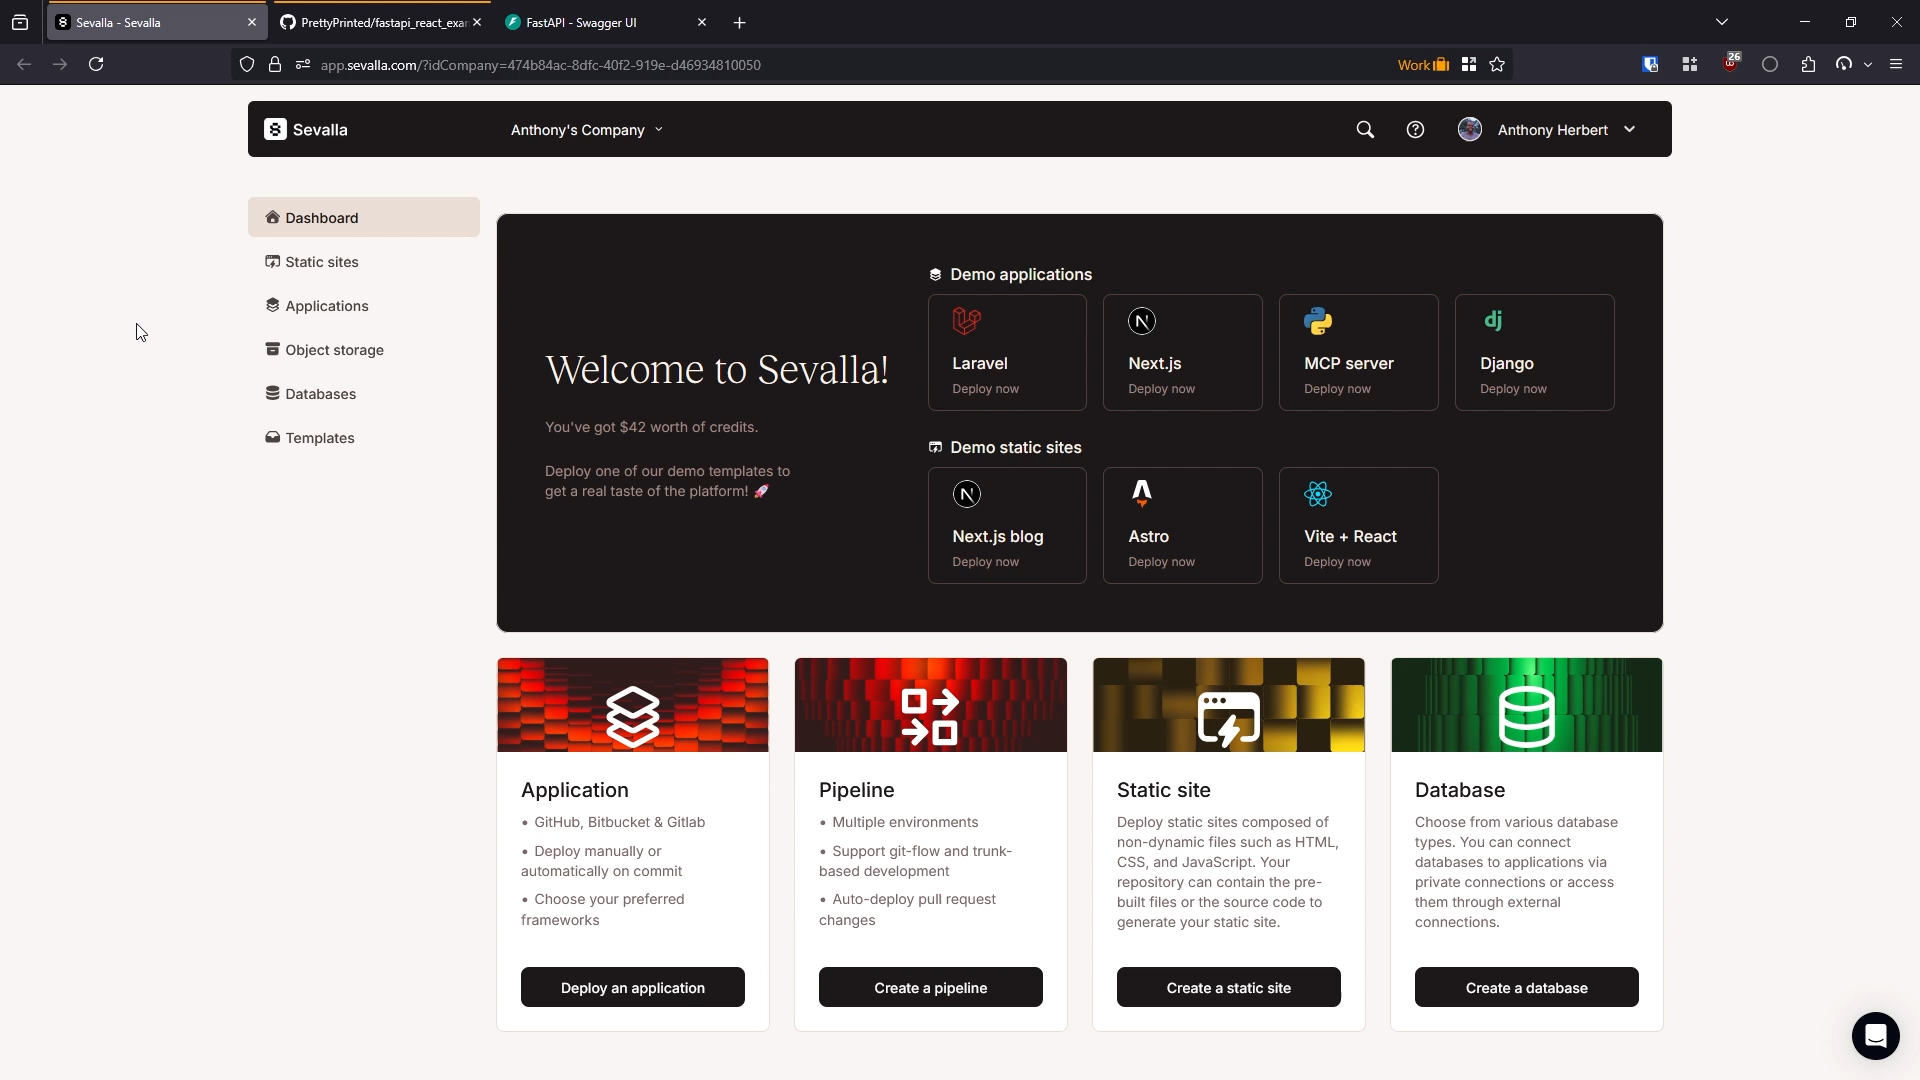 Sevalla - Sevalla
PrettyPrinted/fastapi_react_exa
FastAPI - Swagger UI
app.sevalla.com/?idCompany=474b84ac-8dfc-40f2-919e-d46934810050
Work
26
Sevalla
Anthony's Company
Anthony Herbert
Dashboard
Static sites
Applications
Object storage
Databases
Templates
Welcome to Sevalla!
You've got $42 worth of credits.
Deploy one of our demo templates to
get a real taste of the platform! 🚀
Demo applications
Laravel
Deploy now
Next.js
Deploy now
MCP server
Deploy now
dj
Django
Deploy now
Demo static sites
Next.js blog
Deploy now
Astro
Deploy now
Vite + React
Deploy now
Application
• GitHub, Bitbucket & Gitlab
• Deploy manually or
automatically on commit
• Choose your preferred
frameworks
Deploy an application
Pipeline
• Multiple environments
• Support git-flow and trunk-
based development
• Auto-deploy pull request
changes
Create a pipeline
Static site
Deploy static sites composed of
non-dynamic files such as HTML,
CSS, and JavaScript. Your
repository can contain the pre-
built files or the source code to
generate your static site.
Create a static site
Database
Choose from various database
types. You can connect
databases to applications via
private connections or access
them through external
connections.
Create a database